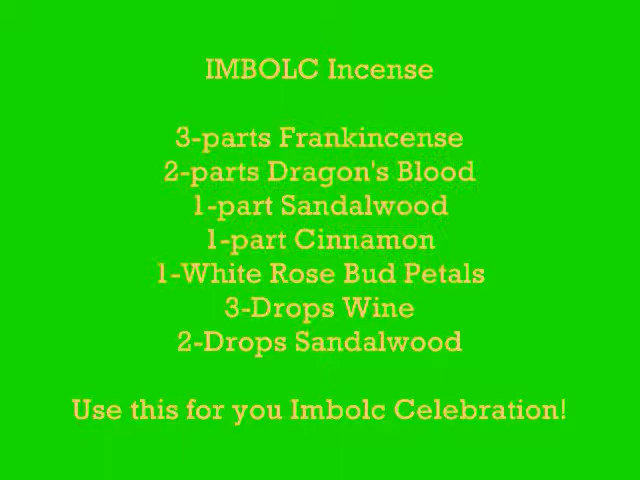 IMBOLC Incense
3-parts Frankincense
2-parts Dragon's Blood
1-part Sandalwood
1-part Cinnamon
1-White Rose Bud Petals
3-Drops Wine
2-Drops Sandalwood
Use this for you Imbolc Celebration!